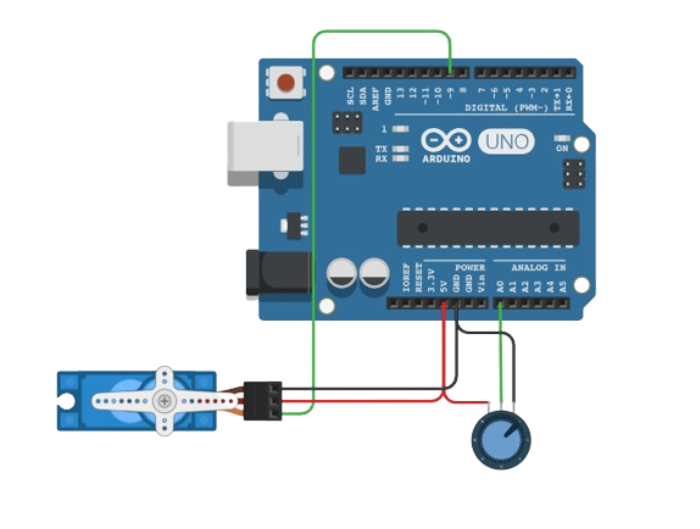 SCL
SDA
AREF
GND
13
12
~11
~10
~9
8
7
~6
~5
4
~3
2
TX→1
RX←0
DIGITAL (PWM~)
1
TX
RX
ARDUINO
UNO
ON
POWER
ANALOG IN
IOREF
RESET
3.3V
5V
GND
GND
Vin
A0
A1
A2
A3
A4
A5